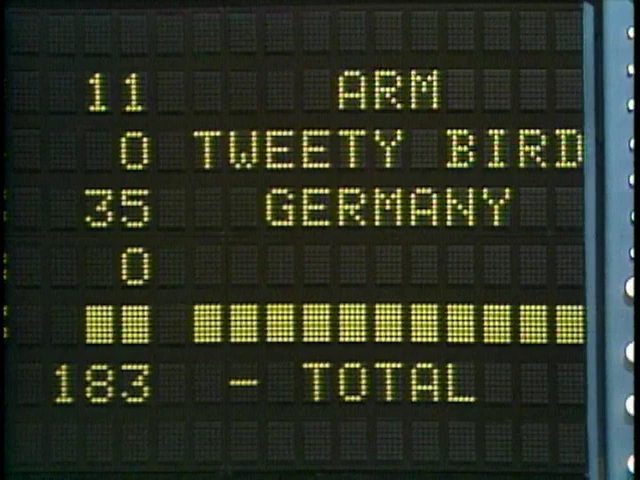 11 ARM
0 TWEETY BIRD
35 GERMANY
0
183 - TOTAL